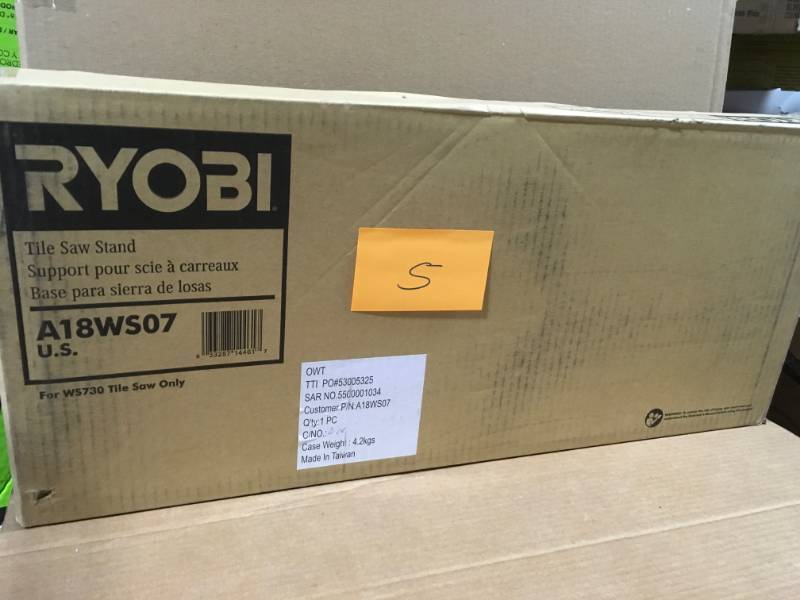 RYOBI
Tile Saw Stand
Support pour scie à carreaux
Base para sierra de losas
A18WS07
U.S.
For WS730 Tile Saw Only
S
OWT
TTI PO#53005325
SAR NO.5500001034
Customer.P/N:A18WS07
Q'ty:1 PC
C/NO.:
Case Weight : 4.2kgs
Made In Taiwan